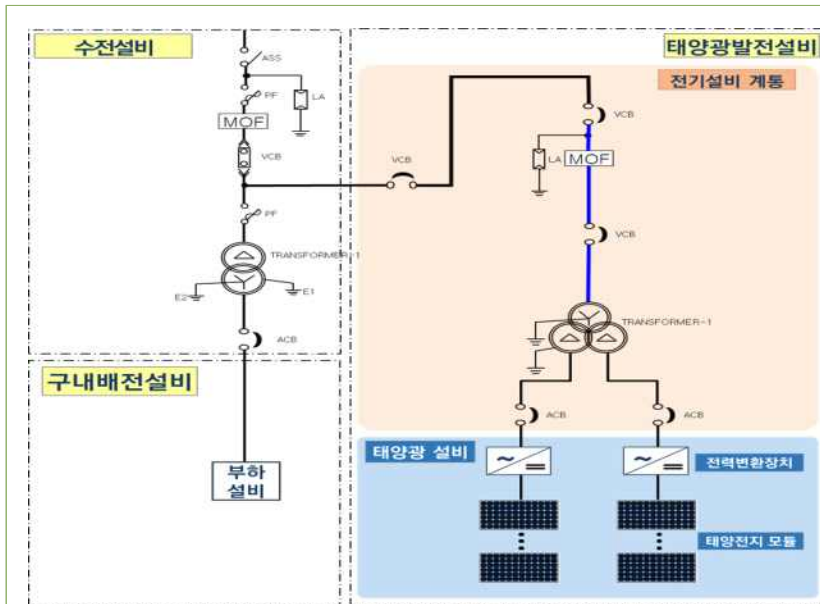 수전설비
ASS
LA
PF
MOF
VCB
PF
TRANSFORMER-1
E2
E1
ACB
구내배전설비
부하
설비
태양광발전설비
전기설비 계통
VCB
VCB
LA
MOF
VCB
TRANSFORMER-1
ACB
ACB
태양광 설비
전력변환장치
태양전지 모듈